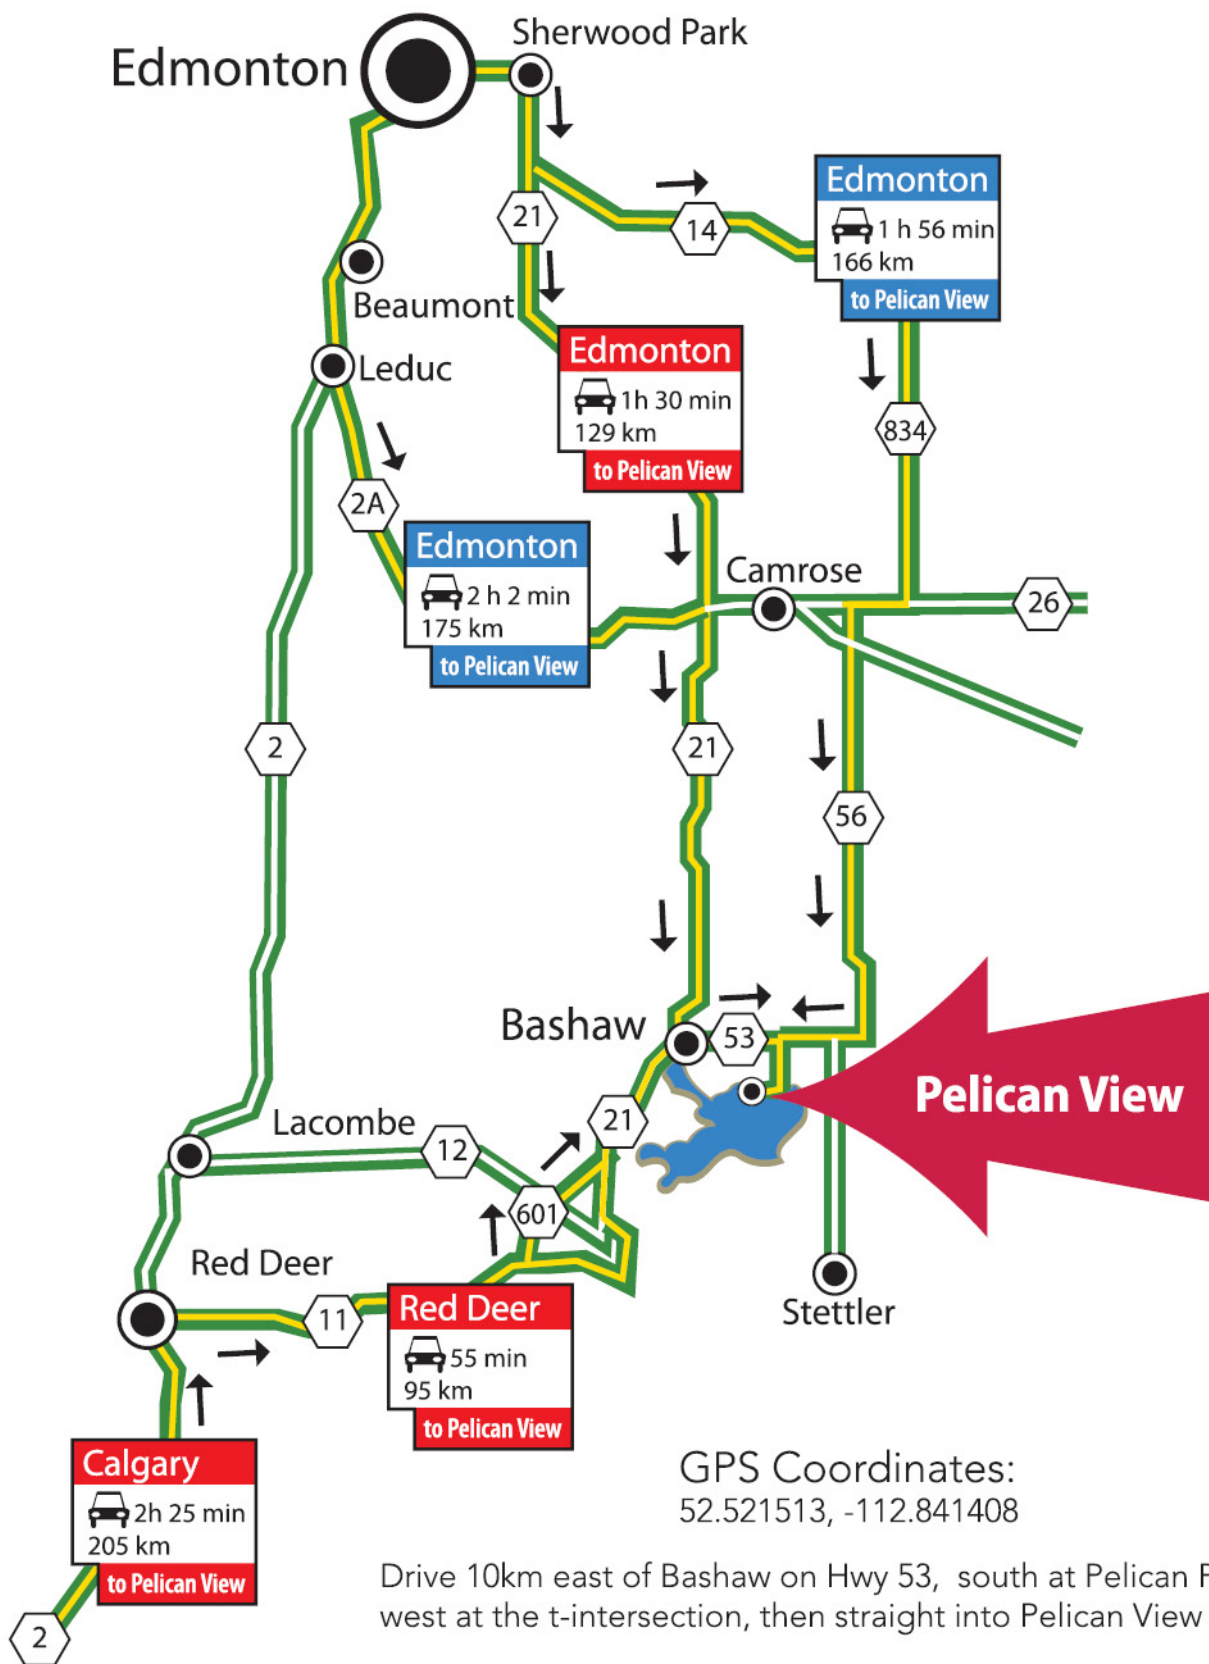 Sherwood Park
Edmonton
Edmonton
1 h 56 min
166 km
to Pelican View
21
14
Beaumont
Edmonton
1h 30 min
129 km
to Pelican View
Leduc
834
2A
Edmonton
2 h 2 min
175 km
to Pelican View
Camrose
26
2
21
56
Bashaw
53
Pelican View
Lacombe
12
21
601
Red Deer
11
Red Deer
55 min
95 km
to Pelican View
Stettler
Calgary
2h 25 min
205 km
to Pelican View
2
GPS Coordinates:
52.521513, -112.841408
Drive 10km east of Bashaw on Hwy 53, south at Pelican
west at the t-intersection, then straight into Pelican View